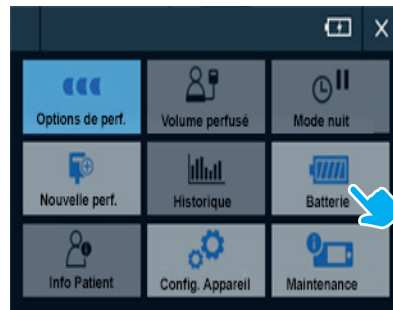 X
Options de perf.
Volume perfusé
Mode nuit
Nouvelle perf.
Historique
Batterie
Info Patient
Config. Appareil
Maintenance